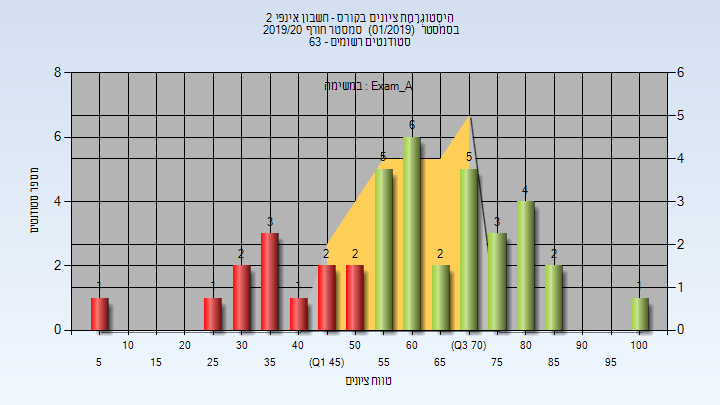 היסטוגרמת ציונים בקורס - חשבון אינפי 2
בסמסטר (01/2019) סמסטר חורף 2019/20
סטודנטים רשומים - 63
במשימה : Exam_A
מספר סטודנטים
8
6
4
2
0
6
5
4
3
2
1
0
1 1 2 3 1 2 2 5 6 2 5 3 4 2 1
10 20 30 40 50 60 (Q3 70) 80 90 100
5 15 25 35 (Q1 45) 55 65 75 85 95
טווח ציונים